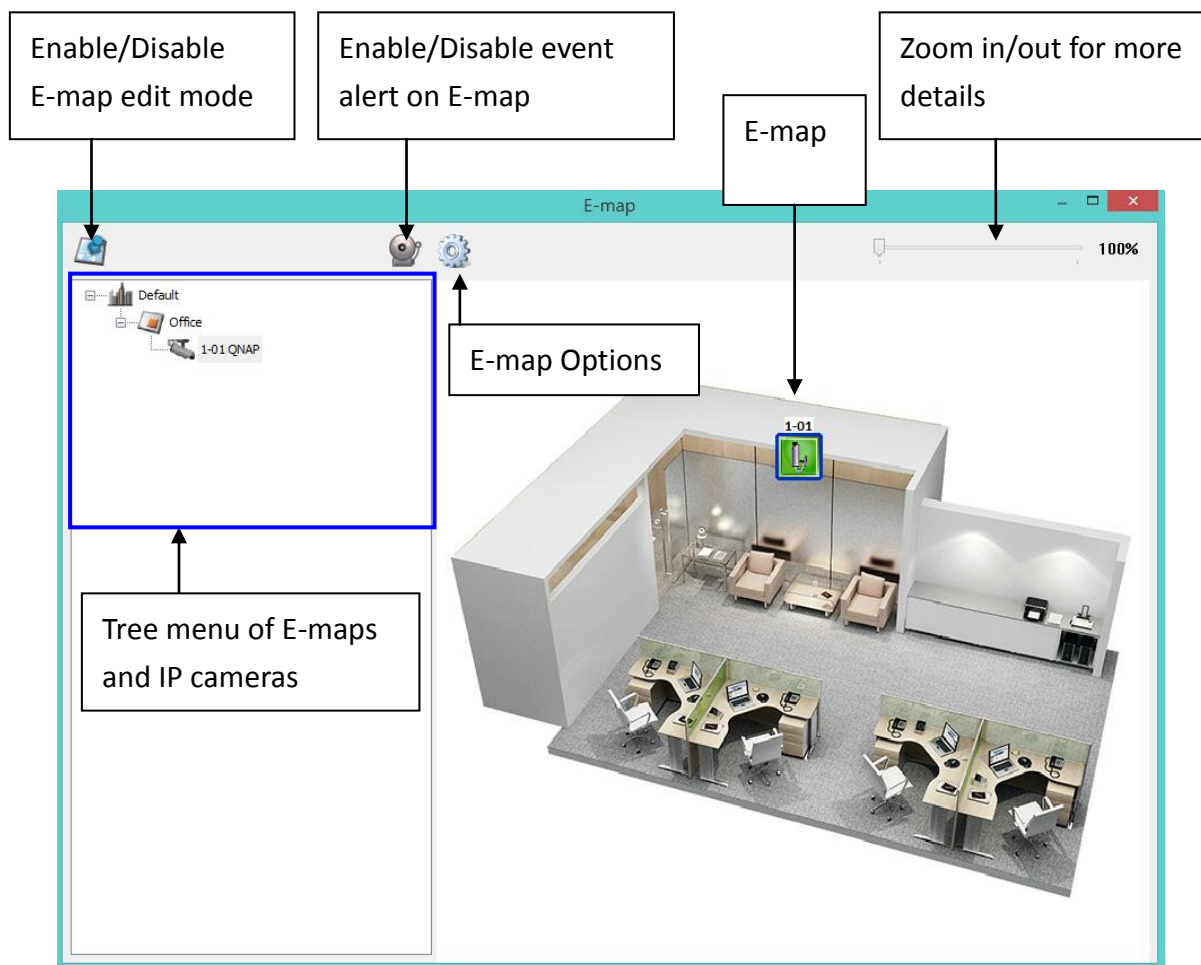 Enable/Disable
E-map edit mode
Enable/Disable event
alert on E-map
E-map
Zoom in/out for more
details
E-map
100%
Default
Office
1-01 QNAP
E-map Options
1-01
Tree menu of E-maps
and IP cameras